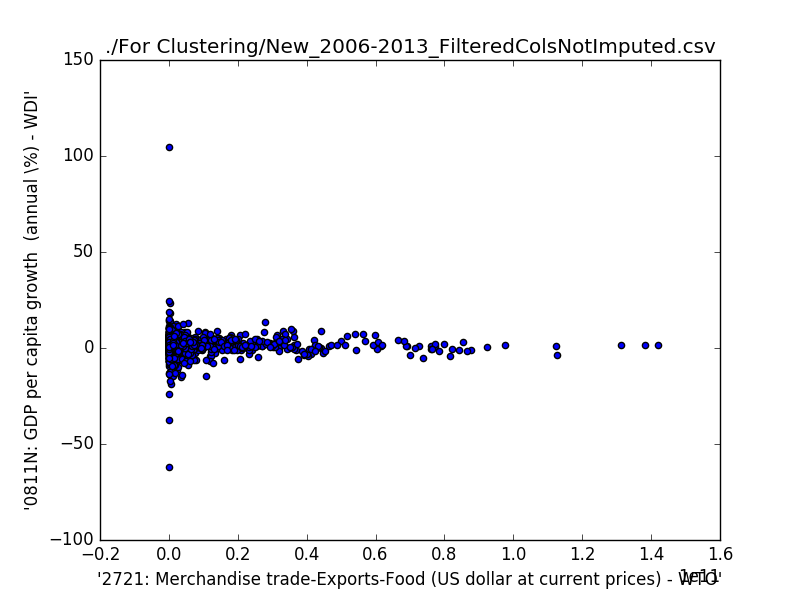 ./For Clustering/New_2006-2013_FilteredColsNotImputed.csv
150
100
50
0
−50
−100
'0811N: GDP per capita growth  (annual \%) - WDI'
−0.2 0.0 0.2 0.4 0.6 0.8 1.0 1.2 1.4 1.6
1e11
'2721: Merchandise trade-Exports-Food (US dollar at current prices) - WTO'